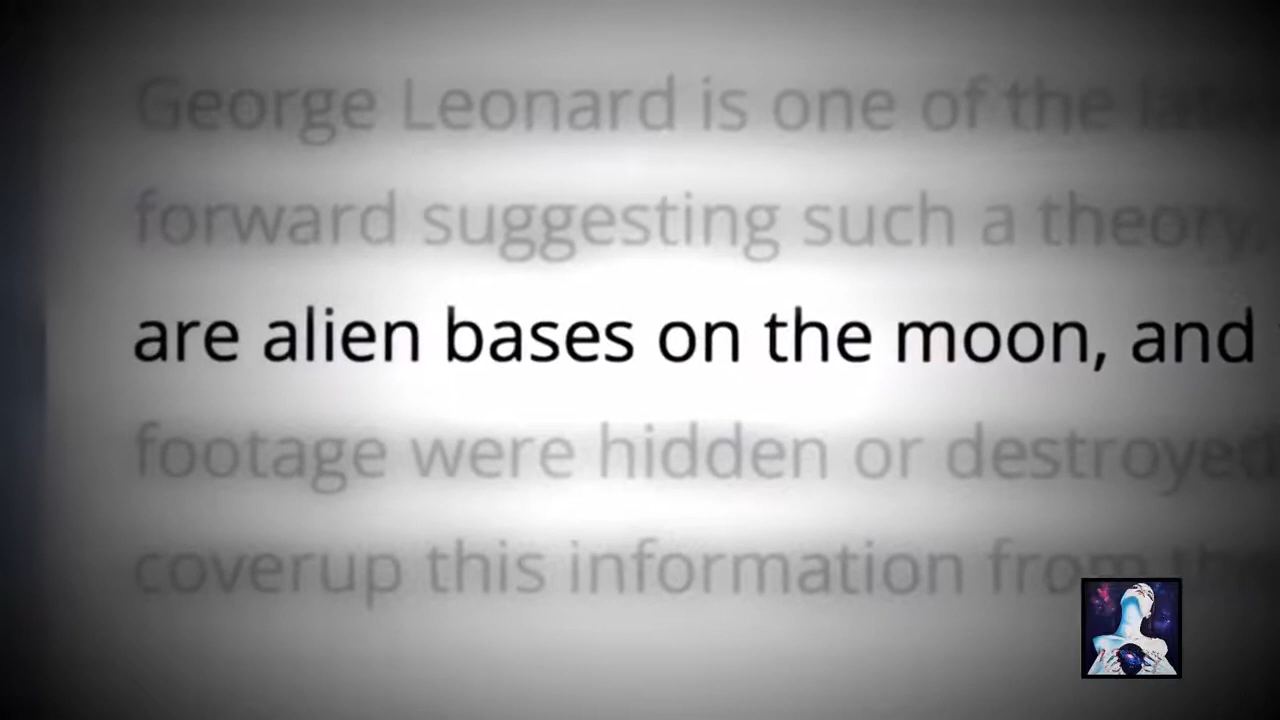 George Leonard is one of the
forward suggesting such a theory,
are alien bases on the moon, and
footage were hidden or destroyed
coverup this information from